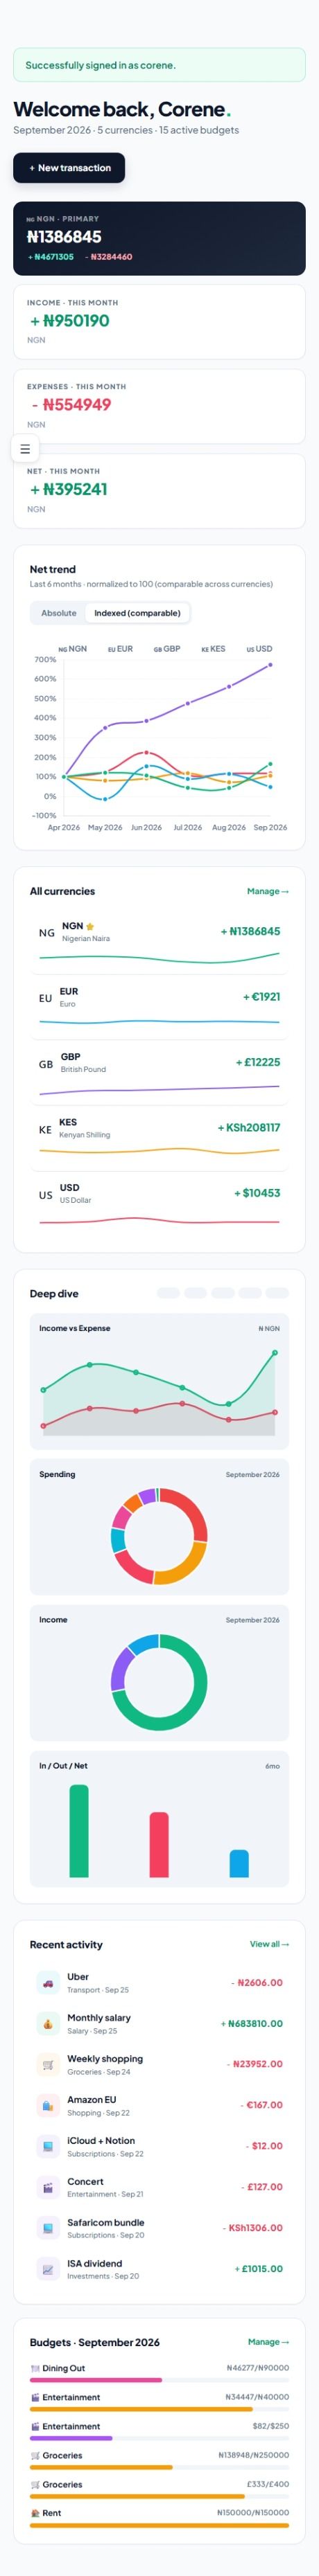 Successfully signed in as corene.
Welcome back, Corene.
September 2026 · 5 currencies · 15 active budgets
+ New transaction
NG NGN · PRIMARY
₦1386845
+ ₦4671305 - ₦3284460
INCOME · THIS MONTH
+ ₦950190
NGN
EXPENSES · THIS MONTH
- ₦554949
NGN
NET · THIS MONTH
+ ₦395241
NGN
Net trend
Last 6 months · normalized to 100 (comparable across currencies)
Absolute Indexed (comparable)
NG NGN EU EUR GB GBP KE KES US USD
700%
600%
500%
400%
300%
200%
100%
0%
-100%
Apr 2026 May 2026 Jun 2026 Jul 2026 Aug 2026 Sep 2026
All currencies Manage →
NG NGN + ₦1386845
Nigerian Naira
EU EUR + €1921
Euro
GB GBP + £12225
British Pound
KE KES + KSh208117
Kenyan Shilling
US USD + $10453
US Dollar
Deep dive
Income vs Expense ₦ NGN
Spending September 2026
Income September 2026
In / Out / Net 6mo
Recent activity View all →
Uber - ₦2606.00
Transport · Sep 25
Monthly salary + ₦683810.00
Salary · Sep 25
Weekly shopping - ₦23952.00
Groceries · Sep 24
Amazon EU - €167.00
Shopping · Sep 22
iCloud + Notion - $12.00
Subscriptions · Sep 22
Concert - £127.00
Entertainment · Sep 21
Safaricom bundle - KSh1306.00
Subscriptions · Sep 20
ISA dividend + £1015.00
Investments · Sep 20
Budgets · September 2026 Manage →
Dining Out ₦46277/₦90000
Entertainment ₦34447/₦40000
Entertainment $82/$250
Groceries ₦138948/₦250000
Groceries £333/£400
Rent ₦150000/₦150000